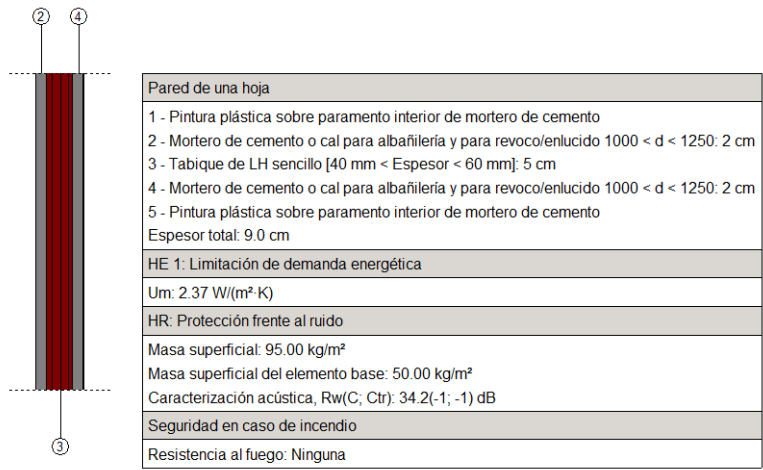 2
4
3
Pared de una hoja
1 - Pintura plástica sobre paramento interior de mortero de cemento
2 - Mortero de cemento o cal para albañilería y para revoco/enlucido 1000 < d < 1250: 2 cm
3 - Tabique de LH sencillo [40 mm < Espesor < 60 mm]: 5 cm
4 - Mortero de cemento o cal para albañilería y para revoco/enlucido 1000 < d < 1250: 2 cm
5 - Pintura plástica sobre paramento interior de mortero de cemento
Espesor total: 9.0 cm
HE 1: Limitación de demanda energética
Um: 2.37 W/(m²·K)
HR: Protección frente al ruido
Masa superficial: 95.00 kg/m²
Masa superficial del elemento base: 50.00 kg/m²
Caracterización acústica, Rw(C; Ctr): 34.2(-1; -1) dB
Seguridad en caso de incendio
Resistencia al fuego: Ninguna